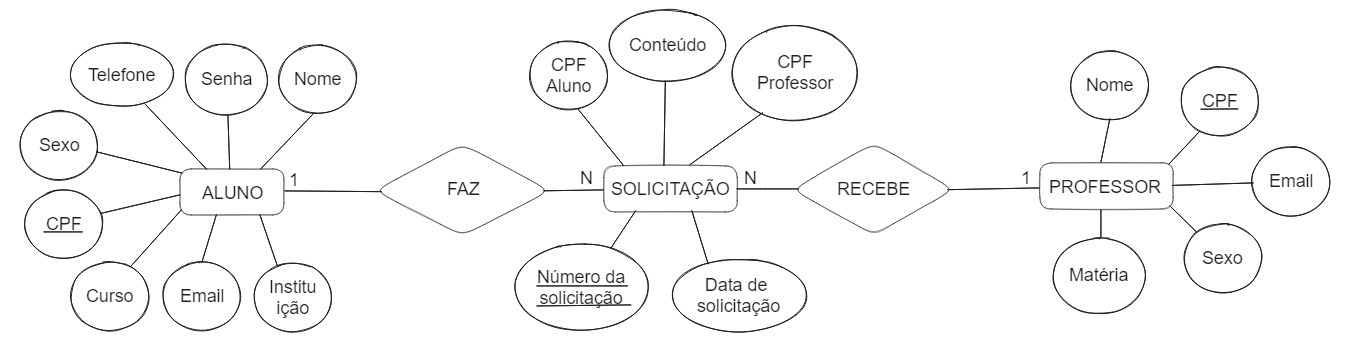 Telefone
Senha
Nome
Sexo
CPF
Curso
Email
Institu
ição
ALUNO
1
FAZ
N
CPF
Aluno
Conteúdo
CPF
Professor
SOLICITAÇÃO
Número da
solicitação
Data de
solicitação
N
RECEBE
1
PROFESSOR
Nome
CPF
Email
Sexo
Matéria